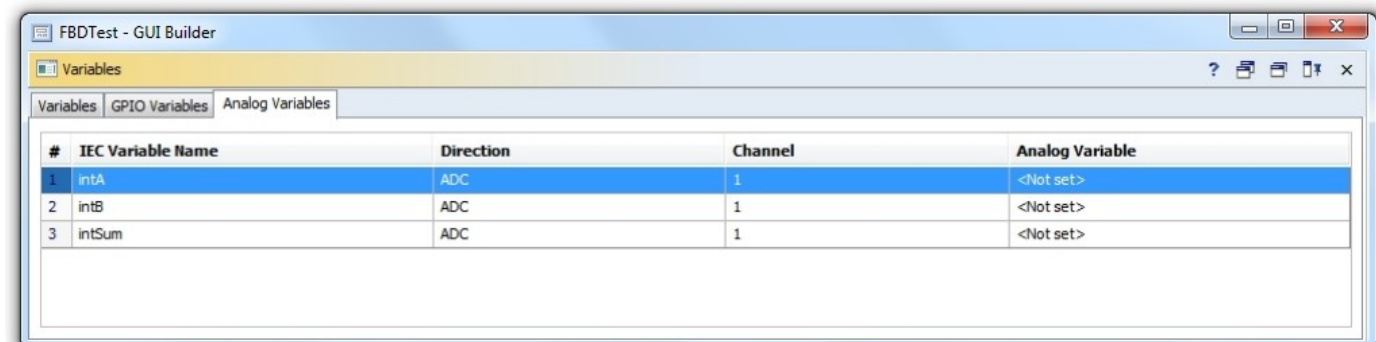 FBDTest - GUI Builder
Variables ?
Variables GPIO Variables Analog Variables
# IEC Variable Name Direction Channel Analog Variable
1 intA ADC 1 <Not set>
2 intB ADC 1 <Not set>
3 intSum ADC 1 <Not set>